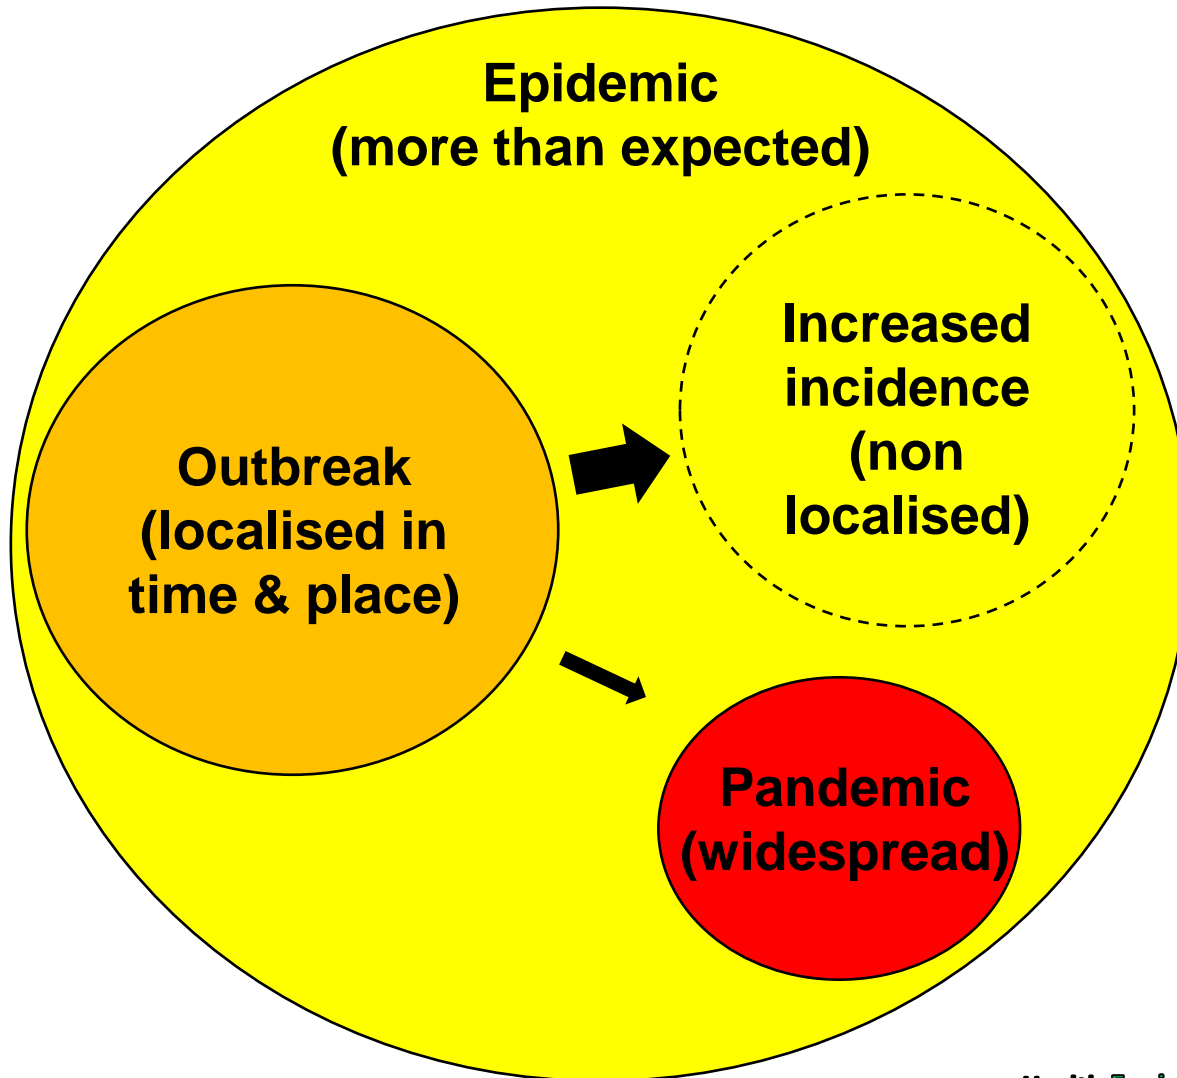 Epidemic
(more than expected)
Increased
incidence
(non
localised)
Outbreak
(localised in
time & place)
Pandemic
(widespread)